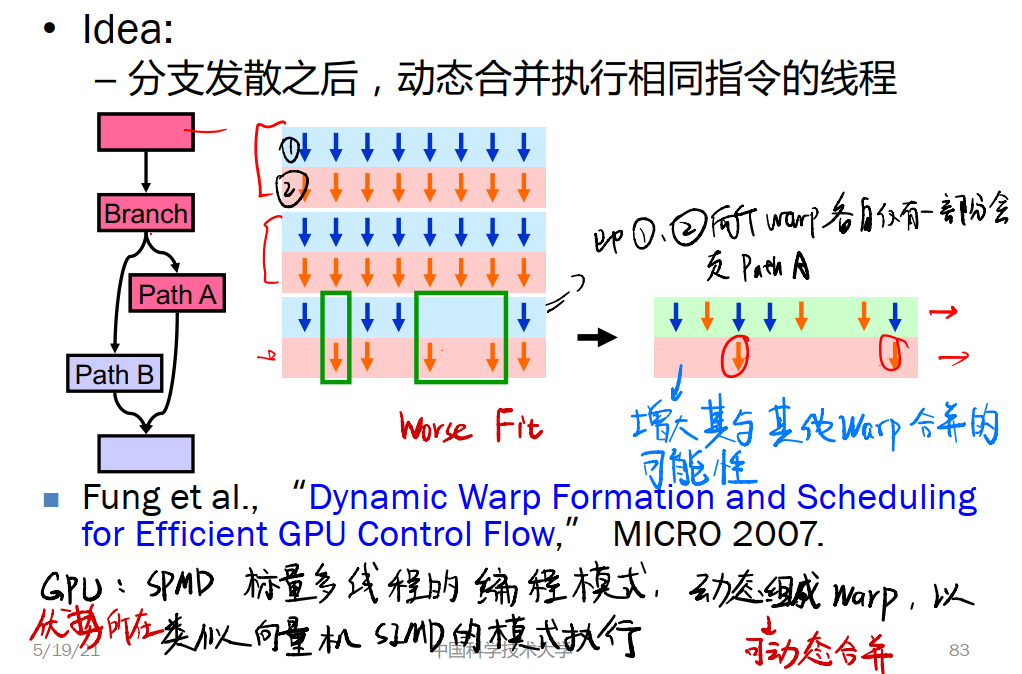 • Idea:
– 分支发散之后，动态合并执行相同指令的线程
①
②
Branch
Path A
Path B
即①、②两个warp各自仅有一部分会
走 Path A
Worse Fit
增大其与其他Warp合并的
可能性
Fung et al., “Dynamic Warp Formation and Scheduling
for Efficient GPU Control Flow,” MICRO 2007.
GPU: SPMD 标量多线程的编程模式. 动态组成warp, 以
优势所在 类似向量机SIMD的模式执行
可动态合并
5/19/21
中国科学技术大学
83